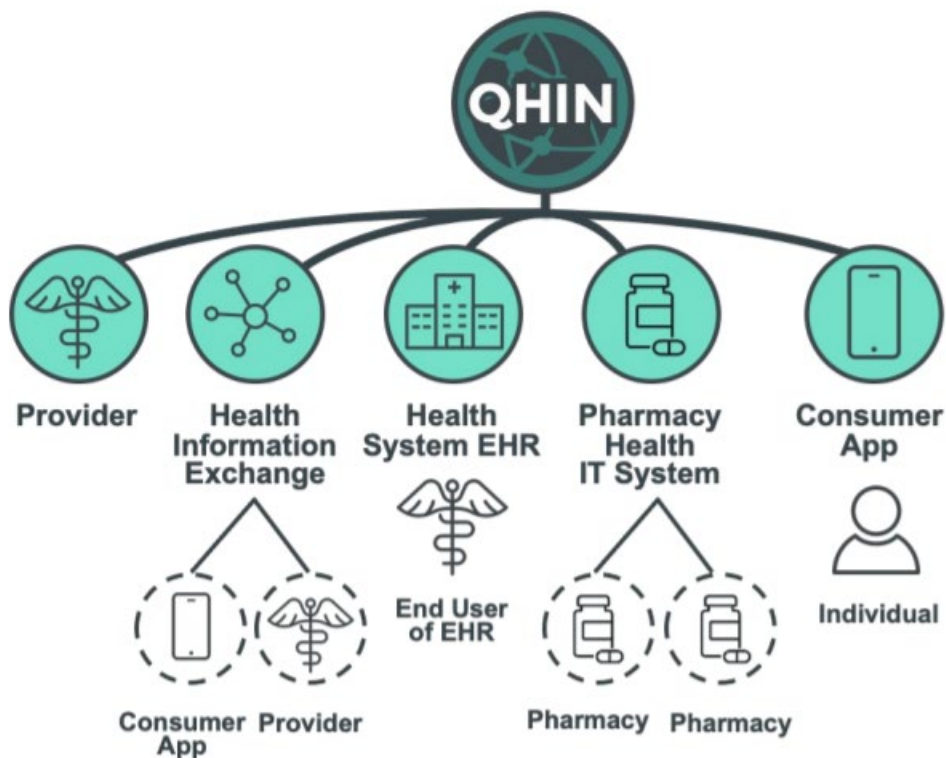 QHIN
Provider
Health
Information
Exchange
Health
System EHR
Pharmacy
Health
IT System
Consumer
App
End User
of EHR
Individual
Consumer
App
Provider
Pharmacy
Pharmacy